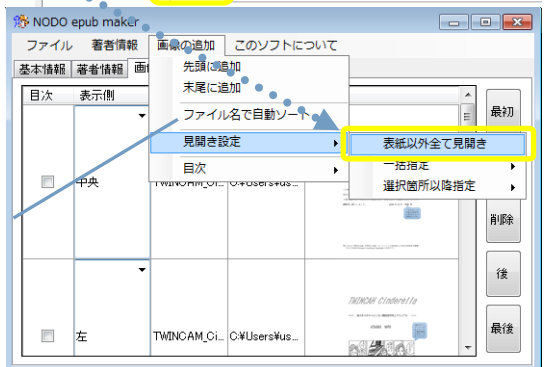 NODO epub maker
ファイル 著者情報 画像の追加 このソフトについて
基本情報 著者情報
目次 表示側
先頭に追加
末尾に追加
ファイル名で自動ソート
見開き設定
目次
表紙以外全て見開き
一括指定
選択箇所以降指定
中央 C:¥Users¥us...
左 TWINCAM_Ci... C:¥Users¥us...
TWINCAM Cinderella
最初
削除
後
最後